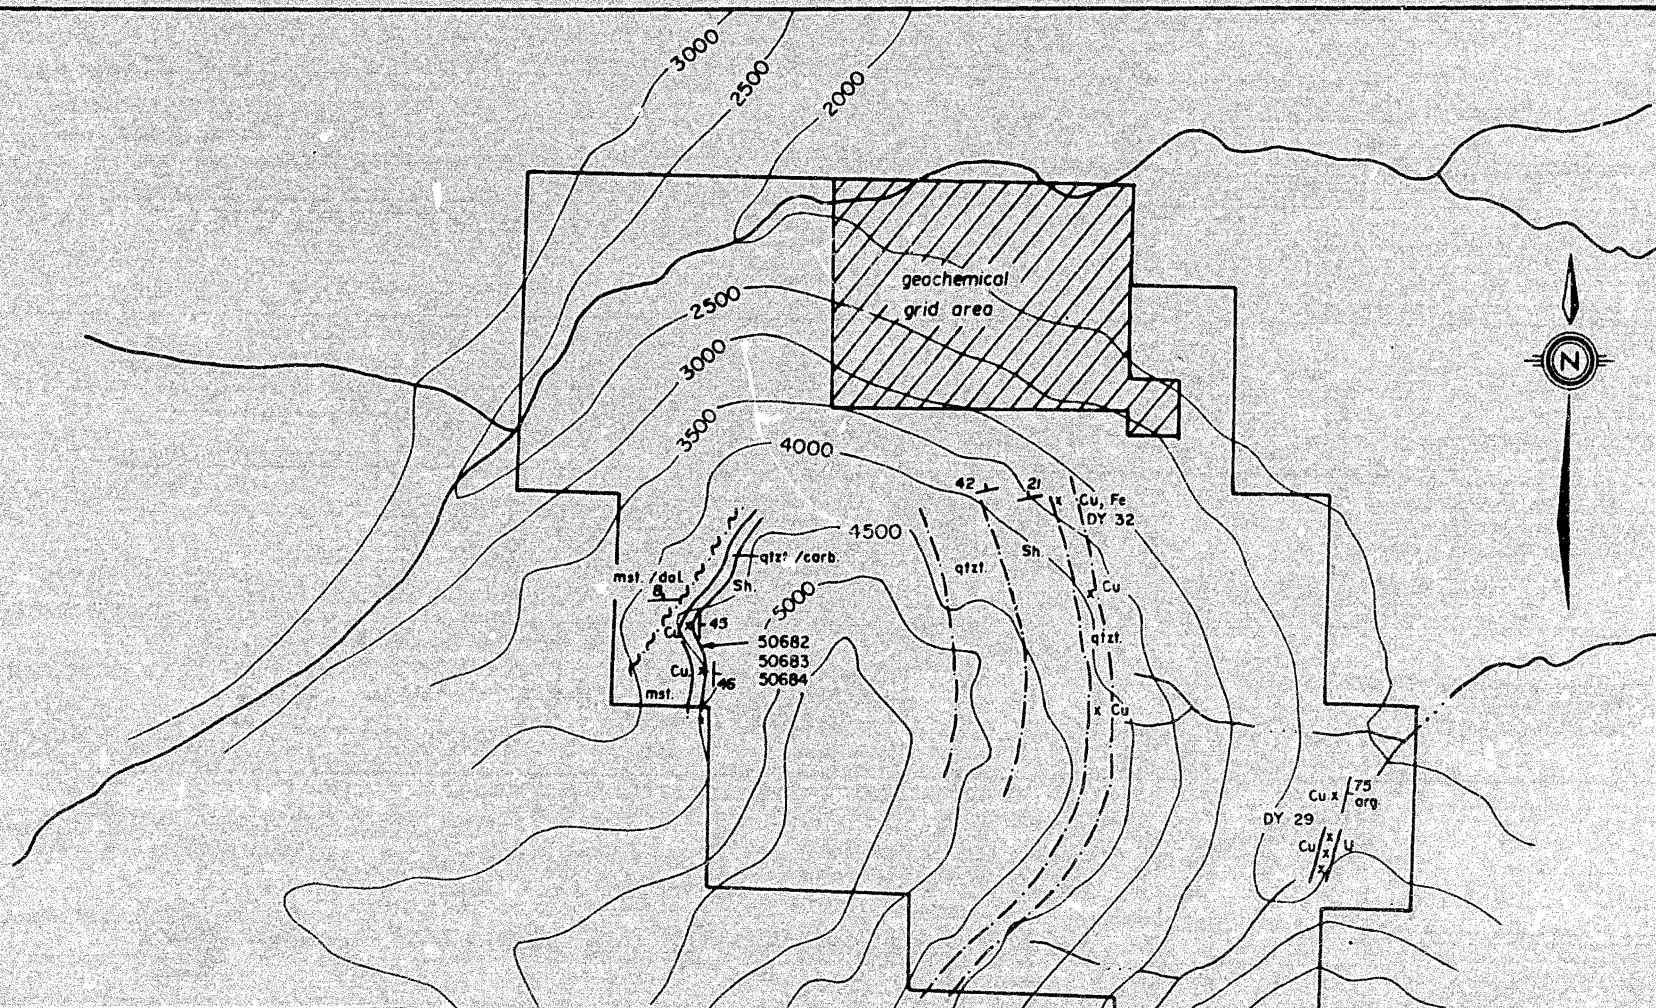 3000
2500
2000
geochemical
grid area
2500
3000
3500
4000
42
21
Cu, Fe
DY 32
4500
qtzt /carb.
Sh.
qtzt.
mst. /dol.
8
Sh.
5000
Cu
Cu
45
50682
50683
50684
qtzt.
Cu
46
mst.
Cu
N
Cu x
75
arg.
DY 29
Cu
U